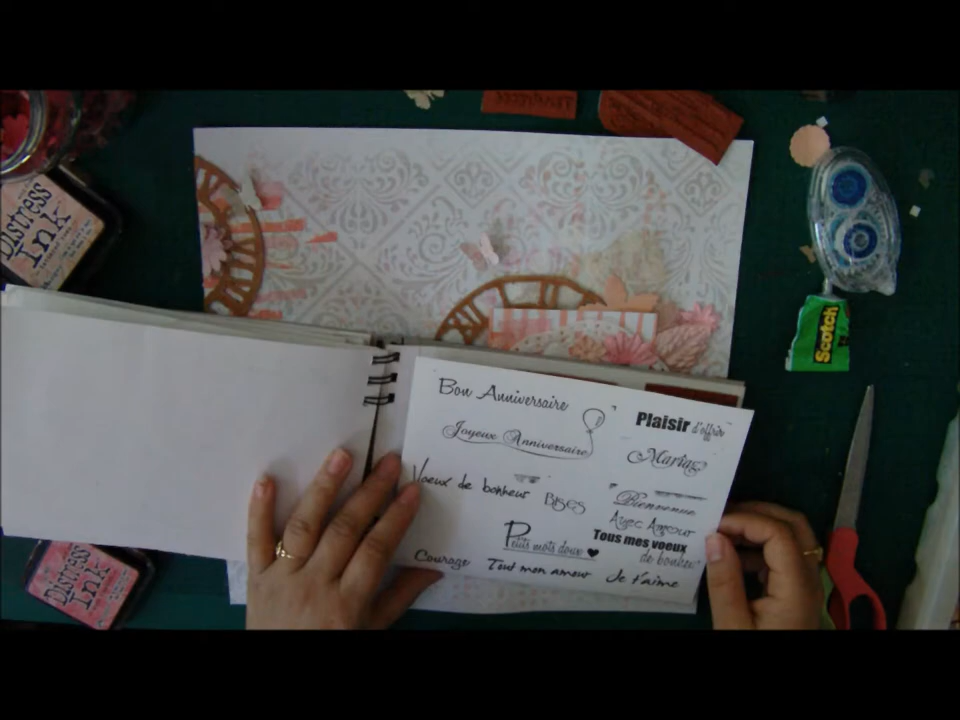 Distress
Ink
XI
Bon Anniversaire
Joyeux Anniversaire
Plaisir d'offrir
Mariage
Voeux de bonheur
Bises
Bienvenue
Avec Amour
Petits mots doux
Tous mes voeux
de bonheur
Courage
Tout mon amour
Je t'aime
Scotch
Distress
Ink